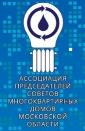 АССОЦИАЦИЯ
ПРЕДСЕДАТЕЛЕЙ
СОВЕТОВ
МНОГОКВАРТИРНЫХ
ДОМОВ
МОСКОВСКОЙ
ОБЛАСТИ